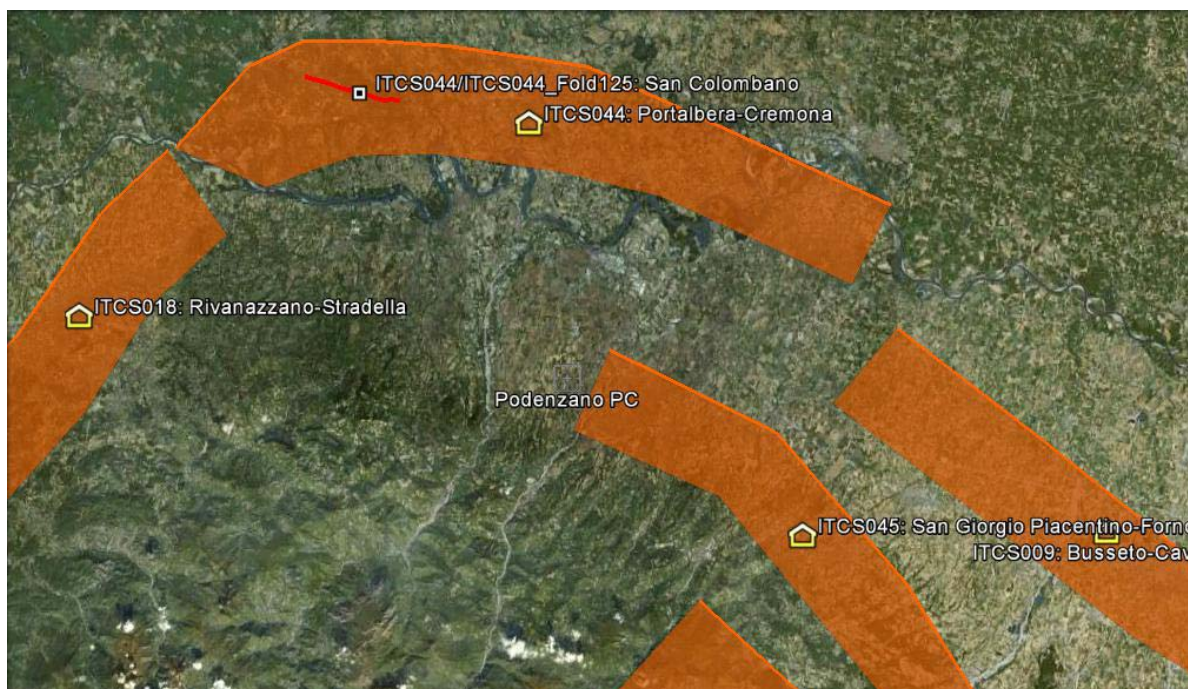 ITCS044/ITCS044_Fold125: San Colombano
ITCS044: Portalbera-Cremona
ITCS018: Rivanazzano-Stradella
Podenzano PC
ITCS045: San Giorgio Piacentino-Forno
ITCS009: Busseto-Cav